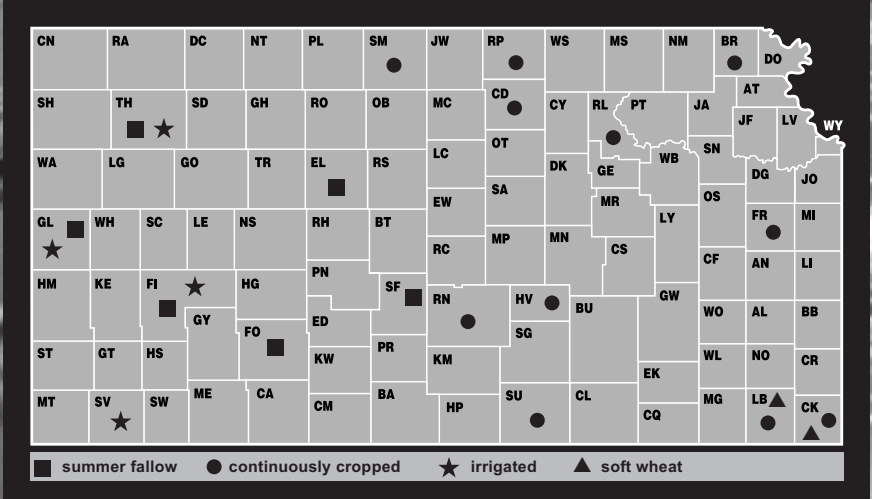 CN RA DC NT PL SM JW RP WS MS NM BR DO
SH TH SD GH RO OB MC CD CY RL PT JA AT
JF LV WY
WA LG GO TR EL RS LC OT DK GE WB SN DG JO
GL WH SC LE NS RH BT EW SA MR LY OS FR MI
RC MP MN CS CF AN LI
HM KE FI HG PN SF RN HV BU GW WO AL BB
GY FO ED SG
ST GT HS KW PR KM EK WL NO CR
MT SV SW ME CA CM BA HP SU CL CQ MG LB CK
summer fallow continuously cropped irrigated soft wheat